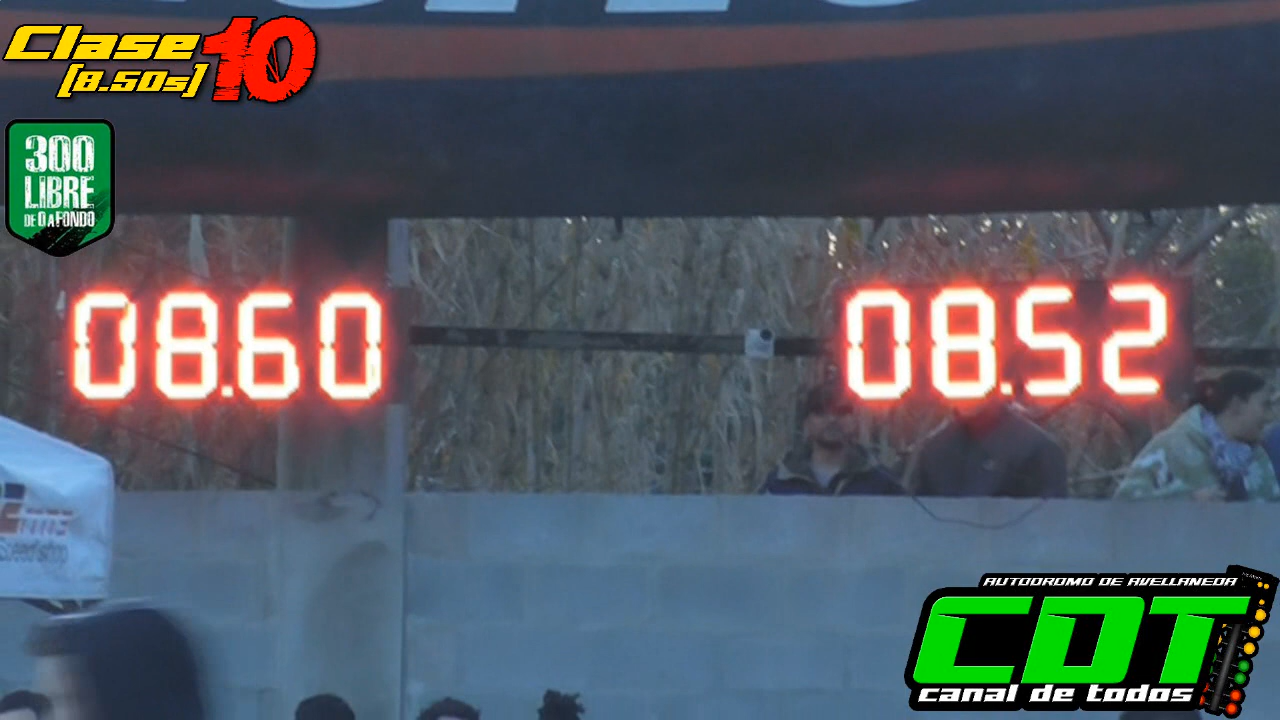 Clase 10
[8.50s]
300
LIBRE
DE 0 A FONDO
08.60
08.52
AUTODROMO DE AVELLANEDA
CDT
canal de todos